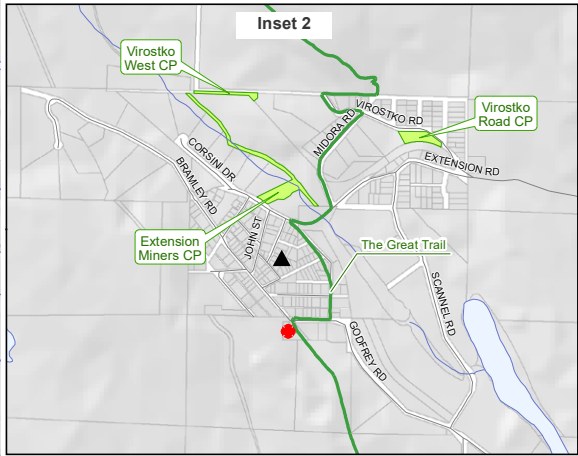 Inset 2
Virostko
West CP
VIROSTKO RD
Virostko
Road CP
MIDORA RD
EXTENSION RD
CORSINI DR
BRAMLEY RD
JOHN ST
Extension
Miners CP
The Great Trail
SCANNEL RD
GODFREY RD